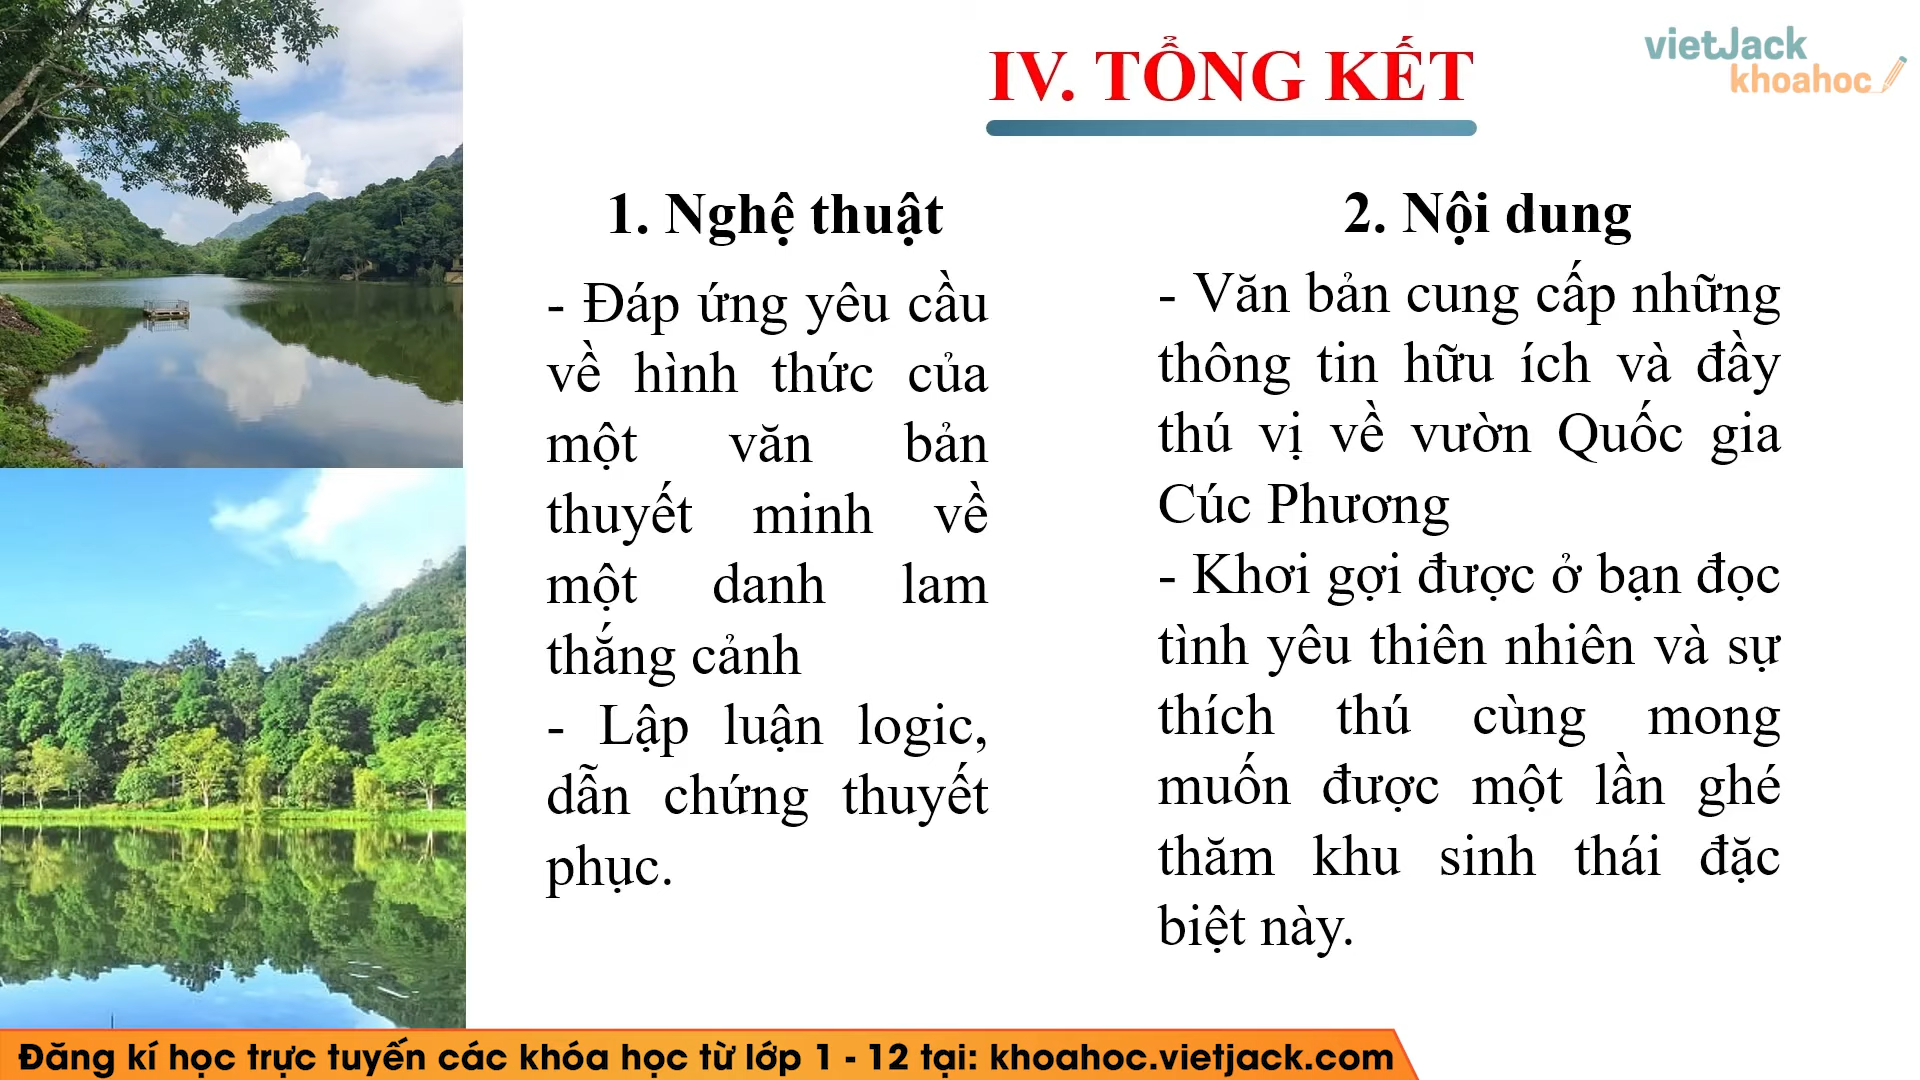 vietJack
khoahoc
IV. TỔNG KẾT
1. Nghệ thuật
- Đáp ứng yêu cầu
về hình thức của
một văn bản
thuyết minh về
một danh lam
thắng cảnh
- Lập luận logic,
dẫn chứng thuyết
phục.
2. Nội dung
- Văn bản cung cấp những
thông tin hữu ích và đầy
thú vị về vườn Quốc gia
Cúc Phương
- Khơi gợi được ở bạn đọc
tình yêu thiên nhiên và sự
thích thú cùng mong
muốn được một lần ghé
thăm khu sinh thái đặc
biệt này.
Đăng kí học trực tuyến các khóa học từ lớp 1 - 12 tại: khoahoc.vietjack.com